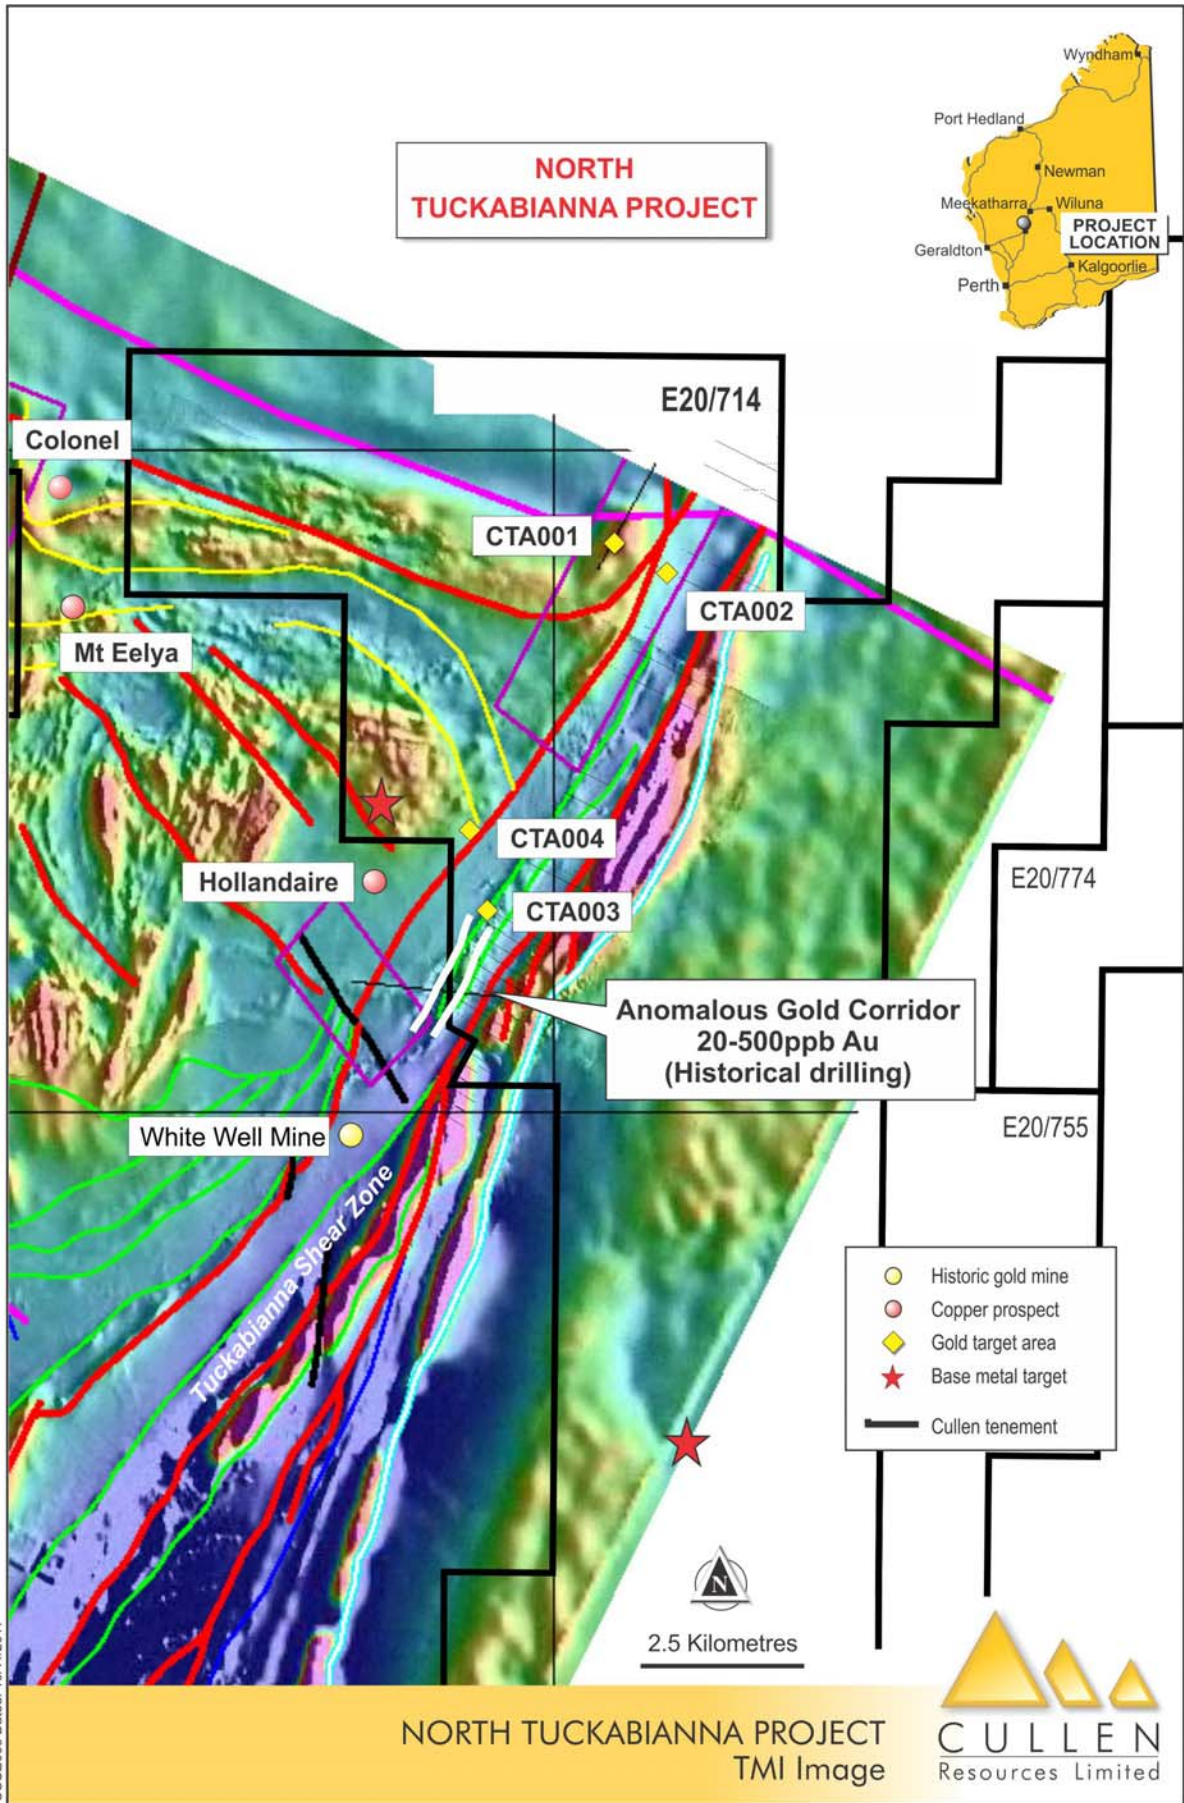 Wyndham
Port Hedland
Newman
Meekatharra
Wiluna
PROJECT
LOCATION
Geraldton
Kalgoorlie
Perth
NORTH
TUCKABIANNA PROJECT
E20/714
Colonel
CTA001
CTA002
Mt Eelya
CTA004
Hollandaire
CTA003
E20/774
Anomalous Gold Corridor
20-500ppb Au
(Historical drilling)
E20/755
White Well Mine
Tuckabianna Shear Zone
Historic gold mine
Copper prospect
Gold target area
Base metal target
Cullen tenement
N
2.5 Kilometres
NORTH TUCKABIANNA PROJECT
TMI Image
CULLEN
Resources Limited